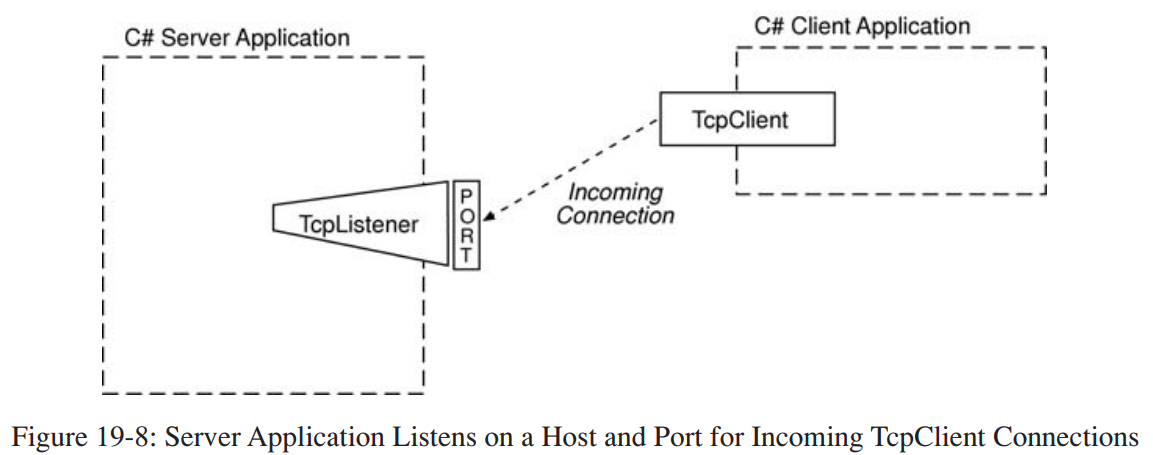 C# Server Application
C# Client Application
TcpClient
TcpListener
PORT
Incoming
Connection
Figure 19-8: Server Application Listens on a Host and Port for Incoming TcpClient Connections